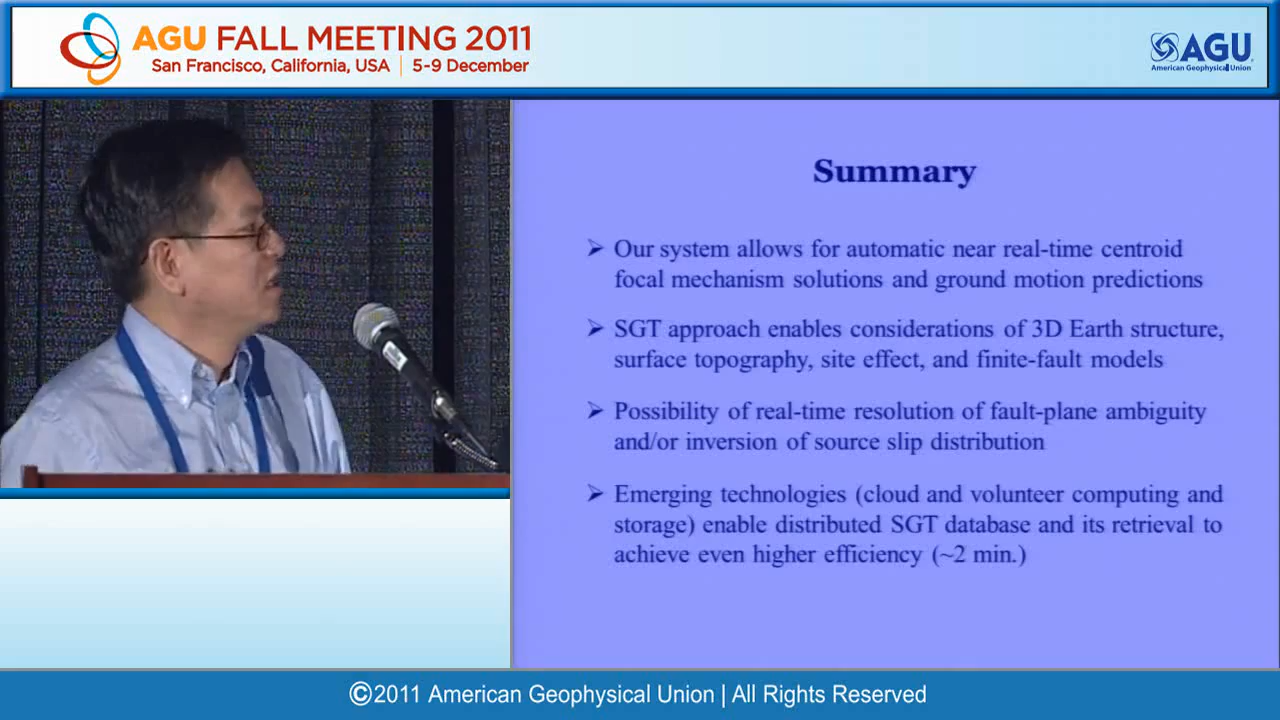 AGU FALL MEETING 2011
San Francisco, California, USA | 5-9 December
AGU
American Geophysical Union
Summary
➢ Our system allows for automatic near real-time centroid
focal mechanism solutions and ground motion predictions
➢ SGT approach enables considerations of 3D Earth structure,
surface topography, site effect, and finite-fault models
➢ Possibility of real-time resolution of fault-plane ambiguity
and/or inversion of source slip distribution
➢ Emerging technologies (cloud and volunteer computing and
storage) enable distributed SGT database and its retrieval to
achieve even higher efficiency (~2 min.)
©2011 American Geophysical Union | All Rights Reserved